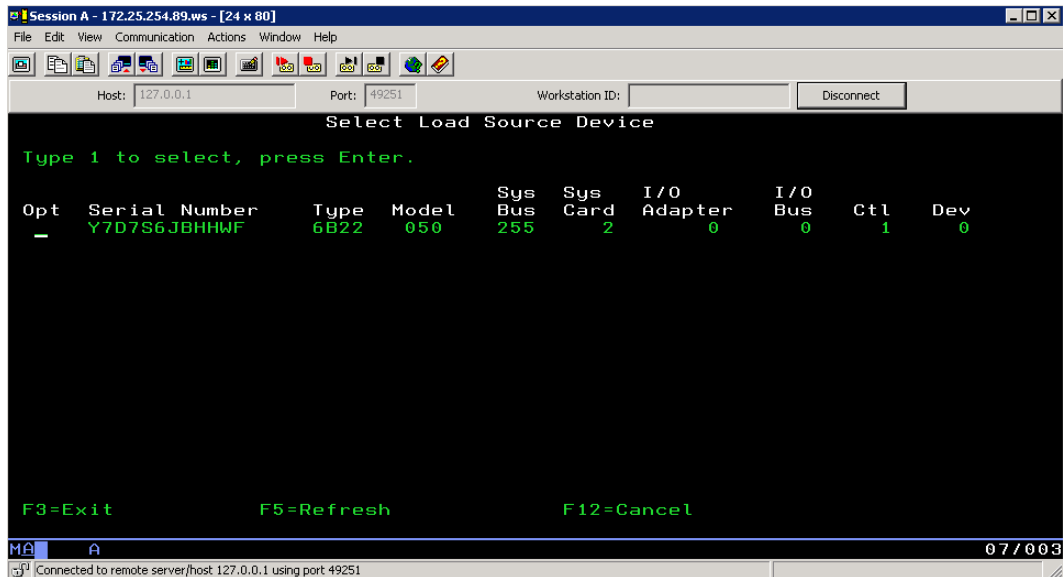 Session A - 172.25.254.89.ws - [24 x 80]
File Edit View Communication Actions Window Help
Host: 127.0.0.1 Port: 49251 Workstation ID: Disconnect
Select Load Source Device
Type 1 to select, press Enter.
Sys Sys I/O I/O
Opt Serial Number Type Model Bus Card Adapter Bus Ctl Dev
_ Y7D7S6JBHHWF 6B22 050 255 2 0 0 1 0
F3=Exit F5=Refresh F12=Cancel
MA A 07/003
Connected to remote server/host 127.0.0.1 using port 49251